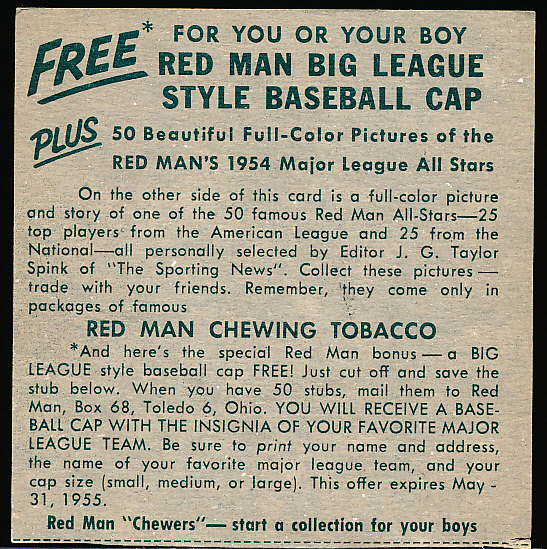 FREE* FOR YOU OR YOUR BOY
RED MAN BIG LEAGUE
STYLE BASEBALL CAP
PLUS 50 Beautiful Full-Color Pictures of the
RED MAN'S 1954 Major League All Stars
On the other side of this card is a full-color picture
and story of one of the 50 famous Red Man All-Stars—25
top players from the American League and 25 from the
National—all personally selected by Editor J. G. Taylor
Spink of "The Sporting News". Collect these pictures—
trade with your friends. Remember, they come only in
packages of famous
RED MAN CHEWING TOBACCO
*And here's the special Red Man bonus—a BIG
LEAGUE style baseball cap FREE! Just cut off and save the
stub below. When you have 50 stubs, mail them to Red
Man, Box 68, Toledo 6, Ohio. YOU WILL RECEIVE A BASE-
BALL CAP WITH THE INSIGNIA OF YOUR FAVORITE MAJOR
LEAGUE TEAM. Be sure to print your name and address,
the name of your favorite major league team, and your
cap size (small, medium, or large). This offer expires May -
31, 1955.
Red Man "Chewers"— start a collection for your boys